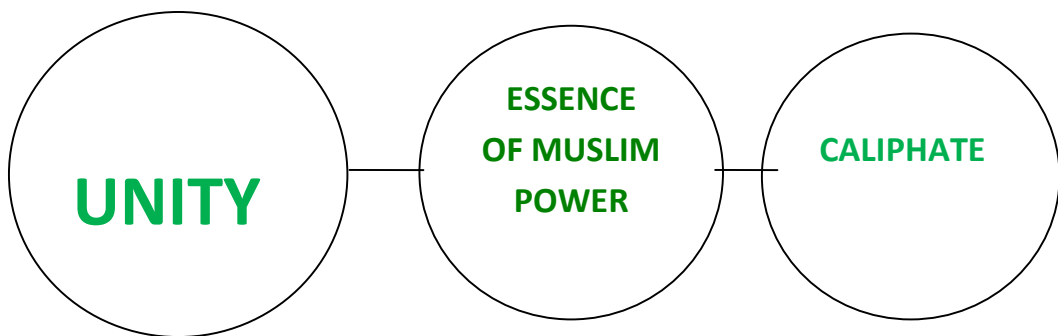 UNITY
ESSENCE
OF MUSLIM
POWER
CALIPHATE